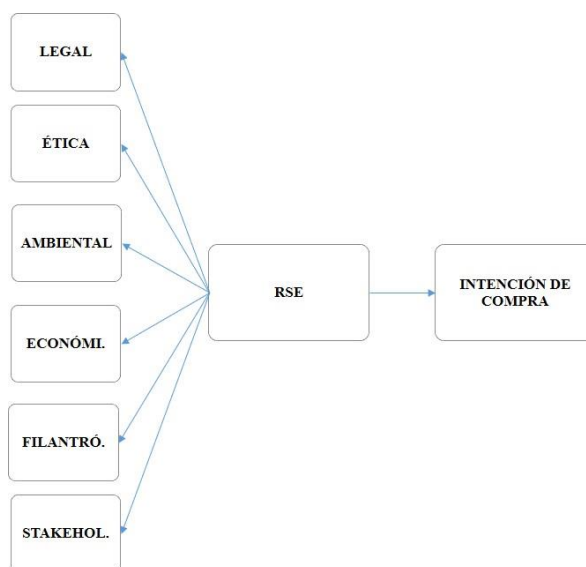 LEGAL
ÉTICA
AMBIENTAL
ECONÓMI.
FILANTRÓ.
STAKEHOL.
RSE
INTENCIÓN DE
COMPRA